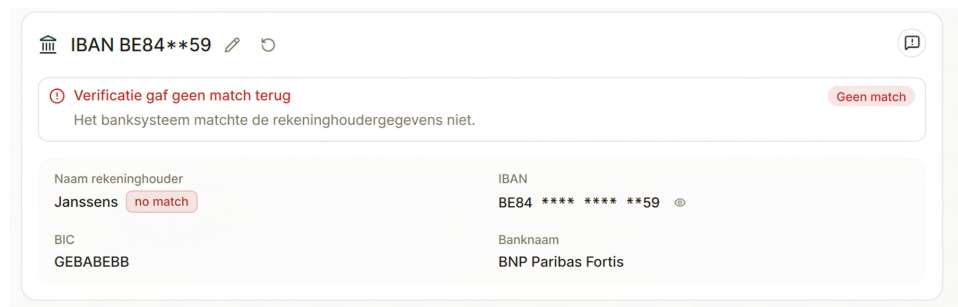 IBAN BE84**59
Verificatie gaf geen match terug
Geen match
Het banksysteem matchte de rekeninghoudergegevens niet.
Naam rekeninghouder
Janssens no match
IBAN
BE84 **** **** **59
BIC
GEBABEBB
Banknaam
BNP Paribas Fortis